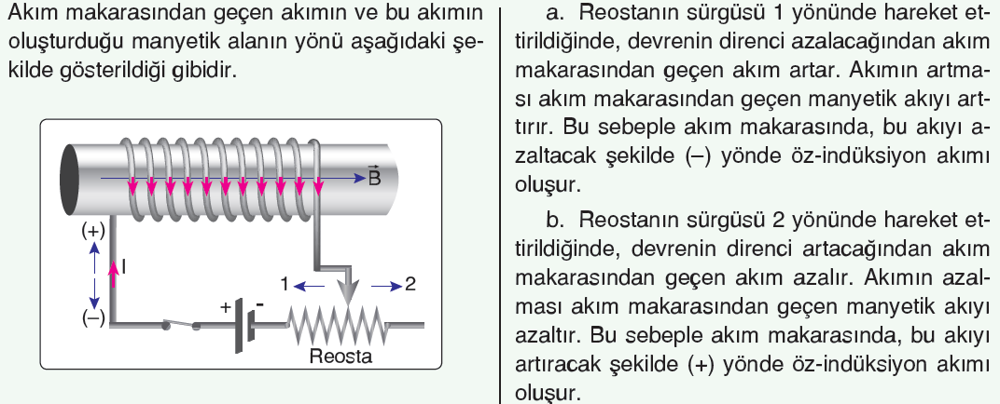 Akım makarasından geçen akımın ve bu akımın
oluşturduğu manyetik alanın yönü aşağıdaki şe-
kilde gösterildiği gibidir.
B
(+)
I
(–)
+ -
1 2
Reosta
a. Reostanın sürgüsü 1 yönünde hareket et-
tirildiğinde, devrenin direnci azalacağından akım
makarasından geçen akım artar. Akımın artma-
sı akım makarasından geçen manyetik akıyı art-
tırır. Bu sebeple akım makarasında, bu akıyı a-
zaltacak şekilde (–) yönde öz-indüksiyon akımı
oluşur.
b. Reostanın sürgüsü 2 yönünde hareket et-
tirildiğinde, devrenin direnci artacağından akım
makarasından geçen akım azalır. Akımın azal-
ması akım makarasından geçen manyetik akıyı
azaltır. Bu sebeple akım makarasında, bu akıyı
artıracak şekilde (+) yönde öz-indüksiyon akımı
oluşur.